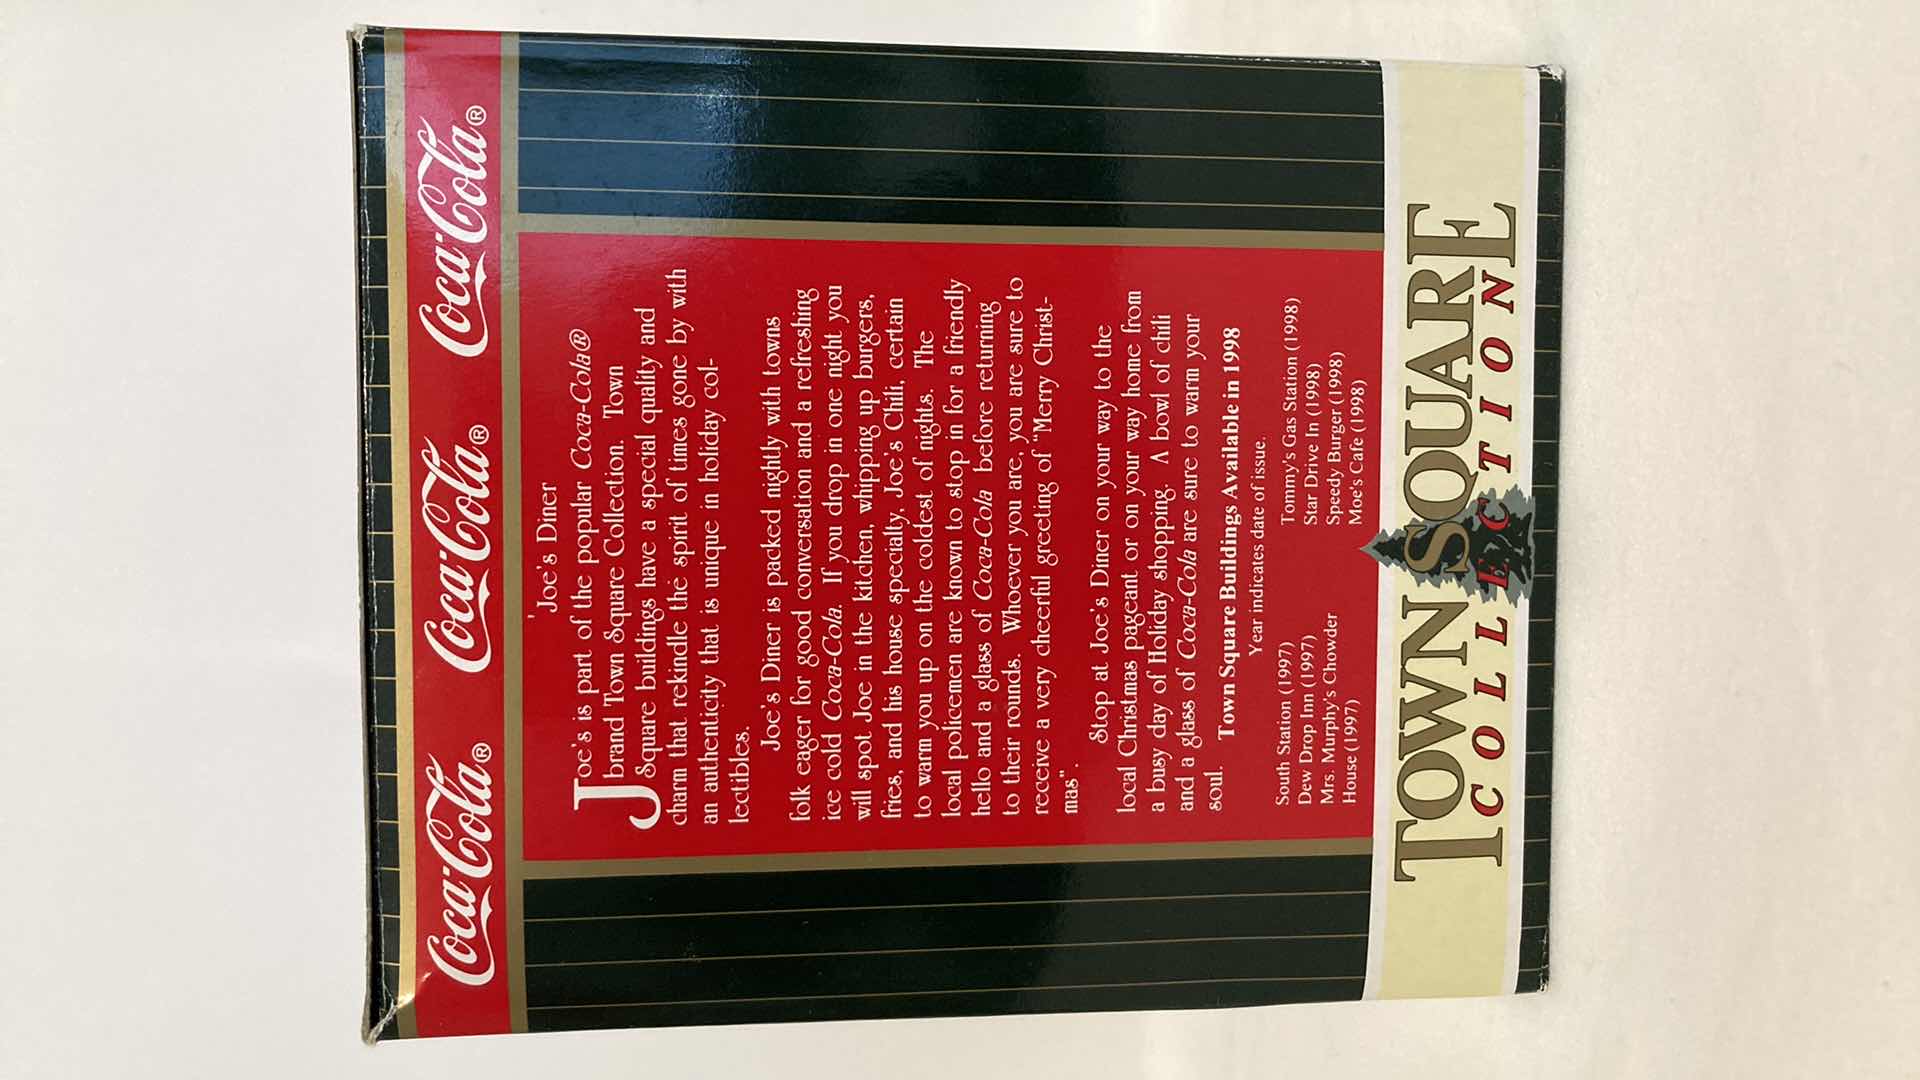 Coca-Cola® Coca-Cola® Coca-Cola®
'Joe's Diner
Joe's is part of the popular Coca-Cola®
brand Town Square Collection. Town
Square buildings have a special quality and
charm that rekindle the spirit of times gone by with
an authenticity that is unique in holiday col-
lectibles.
Joe's Diner is packed nightly with towns
folk eager for good conversation and a refreshing
ice cold Coca-Cola. If you drop in one night you
will spot Joe in the kitchen, whipping up burgers,
fries, and his house specialty, Joe's Chili, certain
to warm you up on the coldest of nights. The
local policemen are known to stop in for a friendly
hello and a glass of Coca-Cola before returning
to their rounds. Whoever you are, you are sure to
receive a very cheerful greeting of "Merry Christ-
mas".
Stop at Joe's Diner on your way to the
local Christmas pageant or on your way home from
a busy day of Holiday shopping. A bowl of chili
and a glass of Coca-Cola are sure to warm your
soul.
Town Square Buildings Available in 1998
Year indicates date of issue.
South Station (1997)
Dew Drop Inn (1997)
Mrs. Murphy's Chowder
House (1997)
Tommy's Gas Station (1998)
Star Drive In (1998)
Speedy Burger (1998)
Moe's Cafe (1998)
TOWN SQUARE
COLLECTION